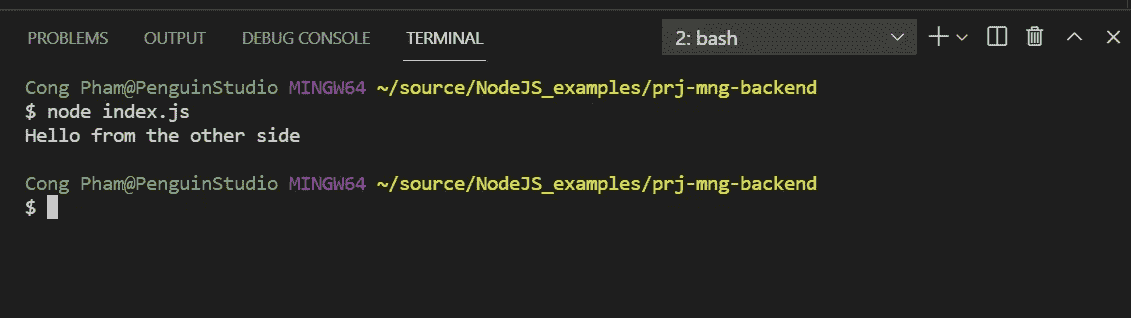 PROBLEMS OUTPUT DEBUG CONSOLE TERMINAL 2: bash
Cong Pham@PenguinStudio MINGW64 ~/source/NodeJS_examples/prj-mng-backend
$ node index.js
Hello from the other side
Cong Pham@PenguinStudio MINGW64 ~/source/NodeJS_examples/prj-mng-backend
$